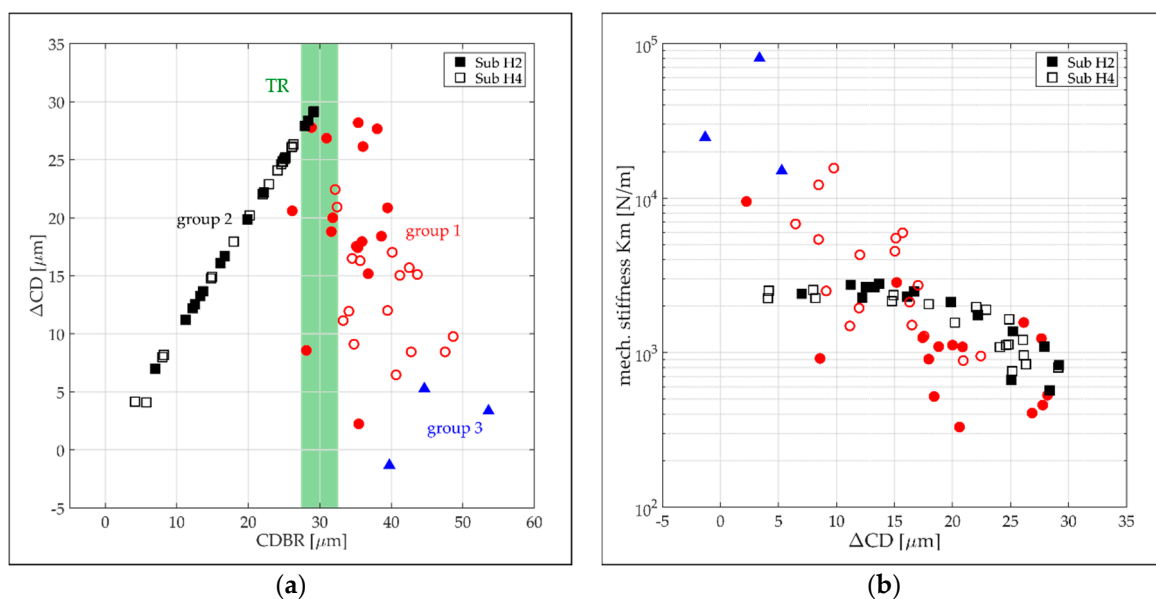 35
30
25
20
15
10
5
0
-5
ΔCD [μm]
TR
Sub H2
Sub H4
group 2
group 1
group 3
0
10
20
30
40
50
60
CDBR [μm]
(a)
10^5
10^4
10^3
10^2
mech. stiffness Km [N/m]
Sub H2
Sub H4
-5
0
5
10
15
20
25
30
35
ΔCD [μm]
(b)